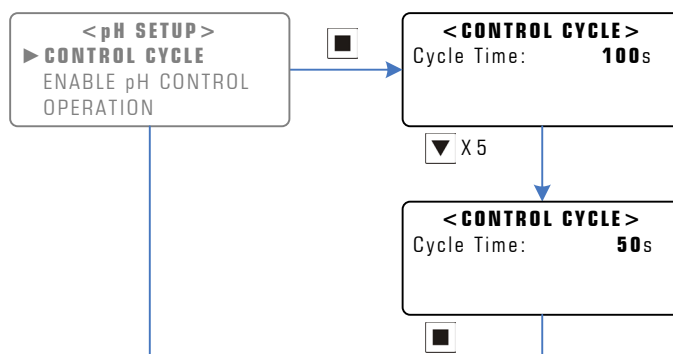 <pH SETUP>
►CONTROL CYCLE
ENABLE pH CONTROL
OPERATION
<CONTROL CYCLE>
Cycle Time: 100s
▼ X 5
<CONTROL CYCLE>
Cycle Time: 50s